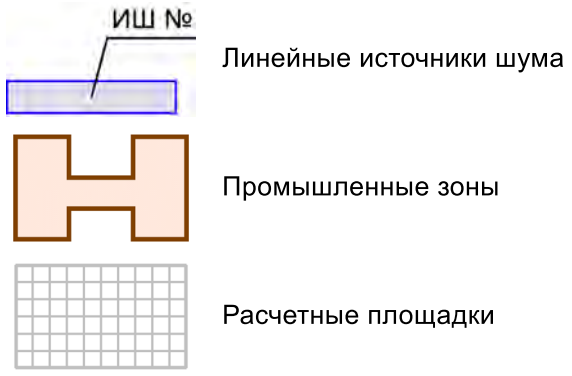 ИШ №
Линейные источники шума
Промышленные зоны
Расчетные площадки